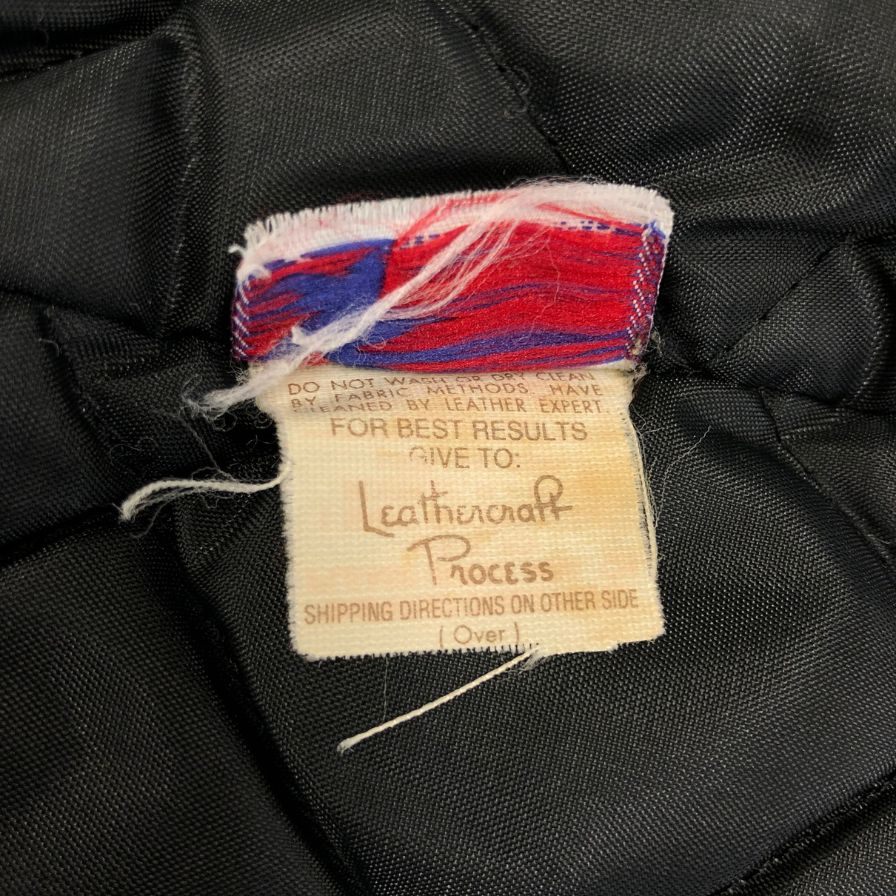 DO NOT WASH OR DRY CLEAN
BY FABRIC METHODS. HAVE
CLEANED BY LEATHER EXPERT.
FOR BEST RESULTS
GIVE TO:
Leathercraft
Process
SHIPPING DIRECTIONS ON OTHER SIDE
(Over)